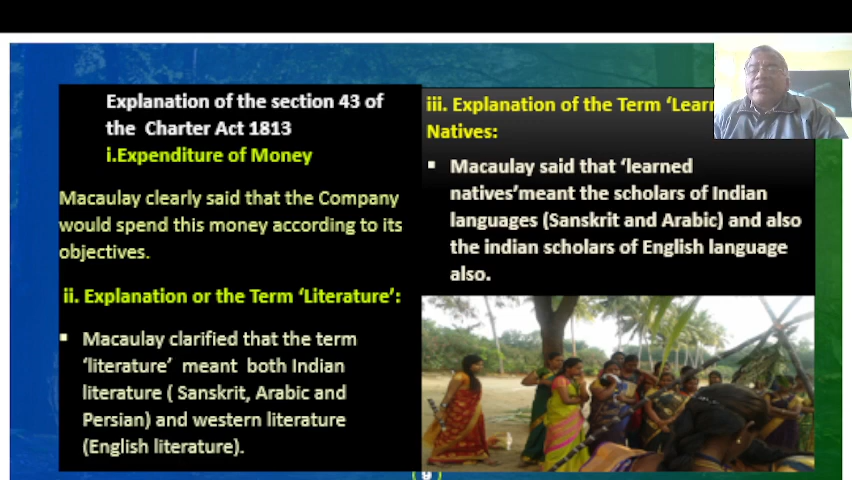 Explanation of the section 43 of
the Charter Act 1813
i.Expenditure of Money
Macaulay clearly said that the Company
would spend this money according to its
objectives.
ii. Explanation or the Term 'Literature':
▪ Macaulay clarified that the term
'literature' meant both Indian
literature ( Sanskrit, Arabic and
Persian) and western literature
(English literature).
iii. Explanation of the Term 'Lear
Natives:
▪ Macaulay said that 'learned
natives'meant the scholars of Indian
languages (Sanskrit and Arabic) and also
the indian scholars of English language
also.
9